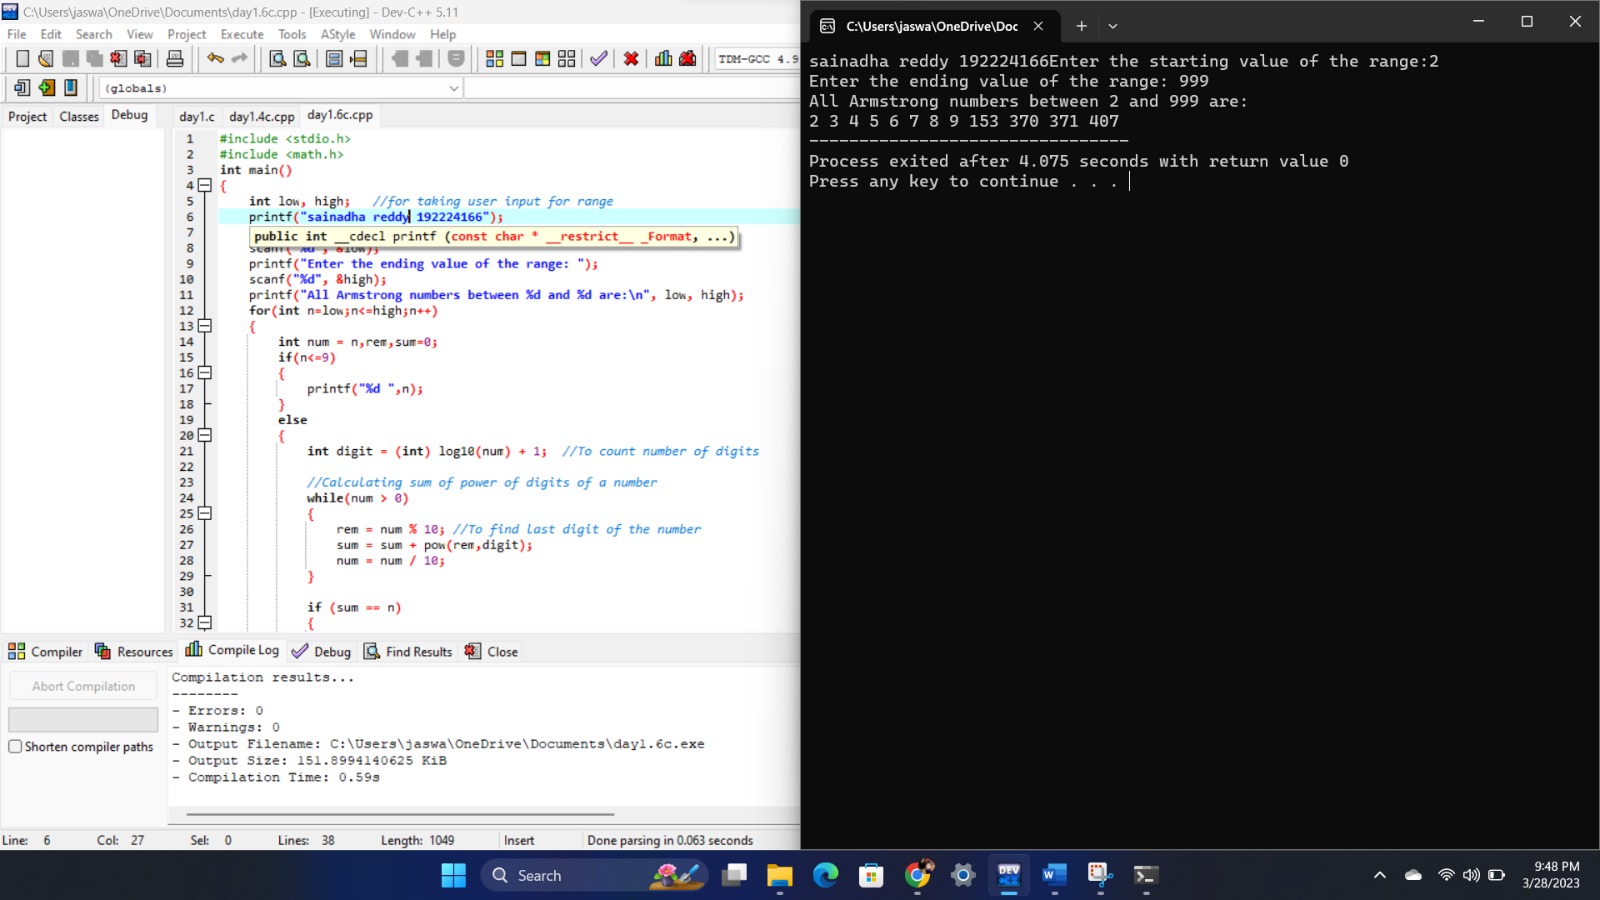 C:\Users\jaswa\OneDrive\Documents\day1.6c.cpp - [Executing] - Dev-C++ 5.11
File Edit Search View Project Execute Tools AStyle Window Help
TDM-GCC 4.9
(globals)
Project Classes Debug
day1.c day1.4c.cpp day1.6c.cpp
1 #include <stdio.h>
2 #include <math.h>
3 int main()
4 {
5 int low, high; //for taking user input for range
6 printf("sainadha reddy 192224166");
7 public int __cdecl printf (const char * __restrict__ _Format, ...)
8 scanf("%d", &low);
9 printf("Enter the ending value of the range: ");
10 scanf("%d", &high);
11 printf("All Armstrong numbers between %d and %d are:\n", low, high);
12 for(int n=low;n<=high;n++)
13 {
14 int num = n,rem,sum=0;
15 if(n<=9)
16 {
17 printf("%d ",n);
18 }
19 else
20 {
21 int digit = (int) log10(num) + 1; //To count number of digits
22
23 //Calculating sum of power of digits of a number
24 while(num > 0)
25 {
26 rem = num % 10; //To find last digit of the number
27 sum = sum + pow(rem,digit);
28 num = num / 10;
29 }
30
31 if (sum == n)
32 {
Compiler Resources Compile Log Debug Find Results Close
Abort Compilation
Shorten compiler paths
Compilation results...
--------
- Errors: 0
- Warnings: 0
- Output Filename: C:\Users\jaswa\OneDrive\Documents\day1.6c.exe
- Output Size: 151.8994140625 KiB
- Compilation Time: 0.59s
Line: 6 Col: 27 Sel: 0 Lines: 38 Length: 1049 Insert Done parsing in 0.063 seconds
C:\Users\jaswa\OneDrive\Doc
sainadha reddy 192224166Enter the starting value of the range:2
Enter the ending value of the range: 999
All Armstrong numbers between 2 and 999 are:
2 3 4 5 6 7 8 9 153 370 371 407
--------------------------------
Process exited after 4.075 seconds with return value 0
Press any key to continue . . .
Search
DEV
9:48 PM
3/28/2023